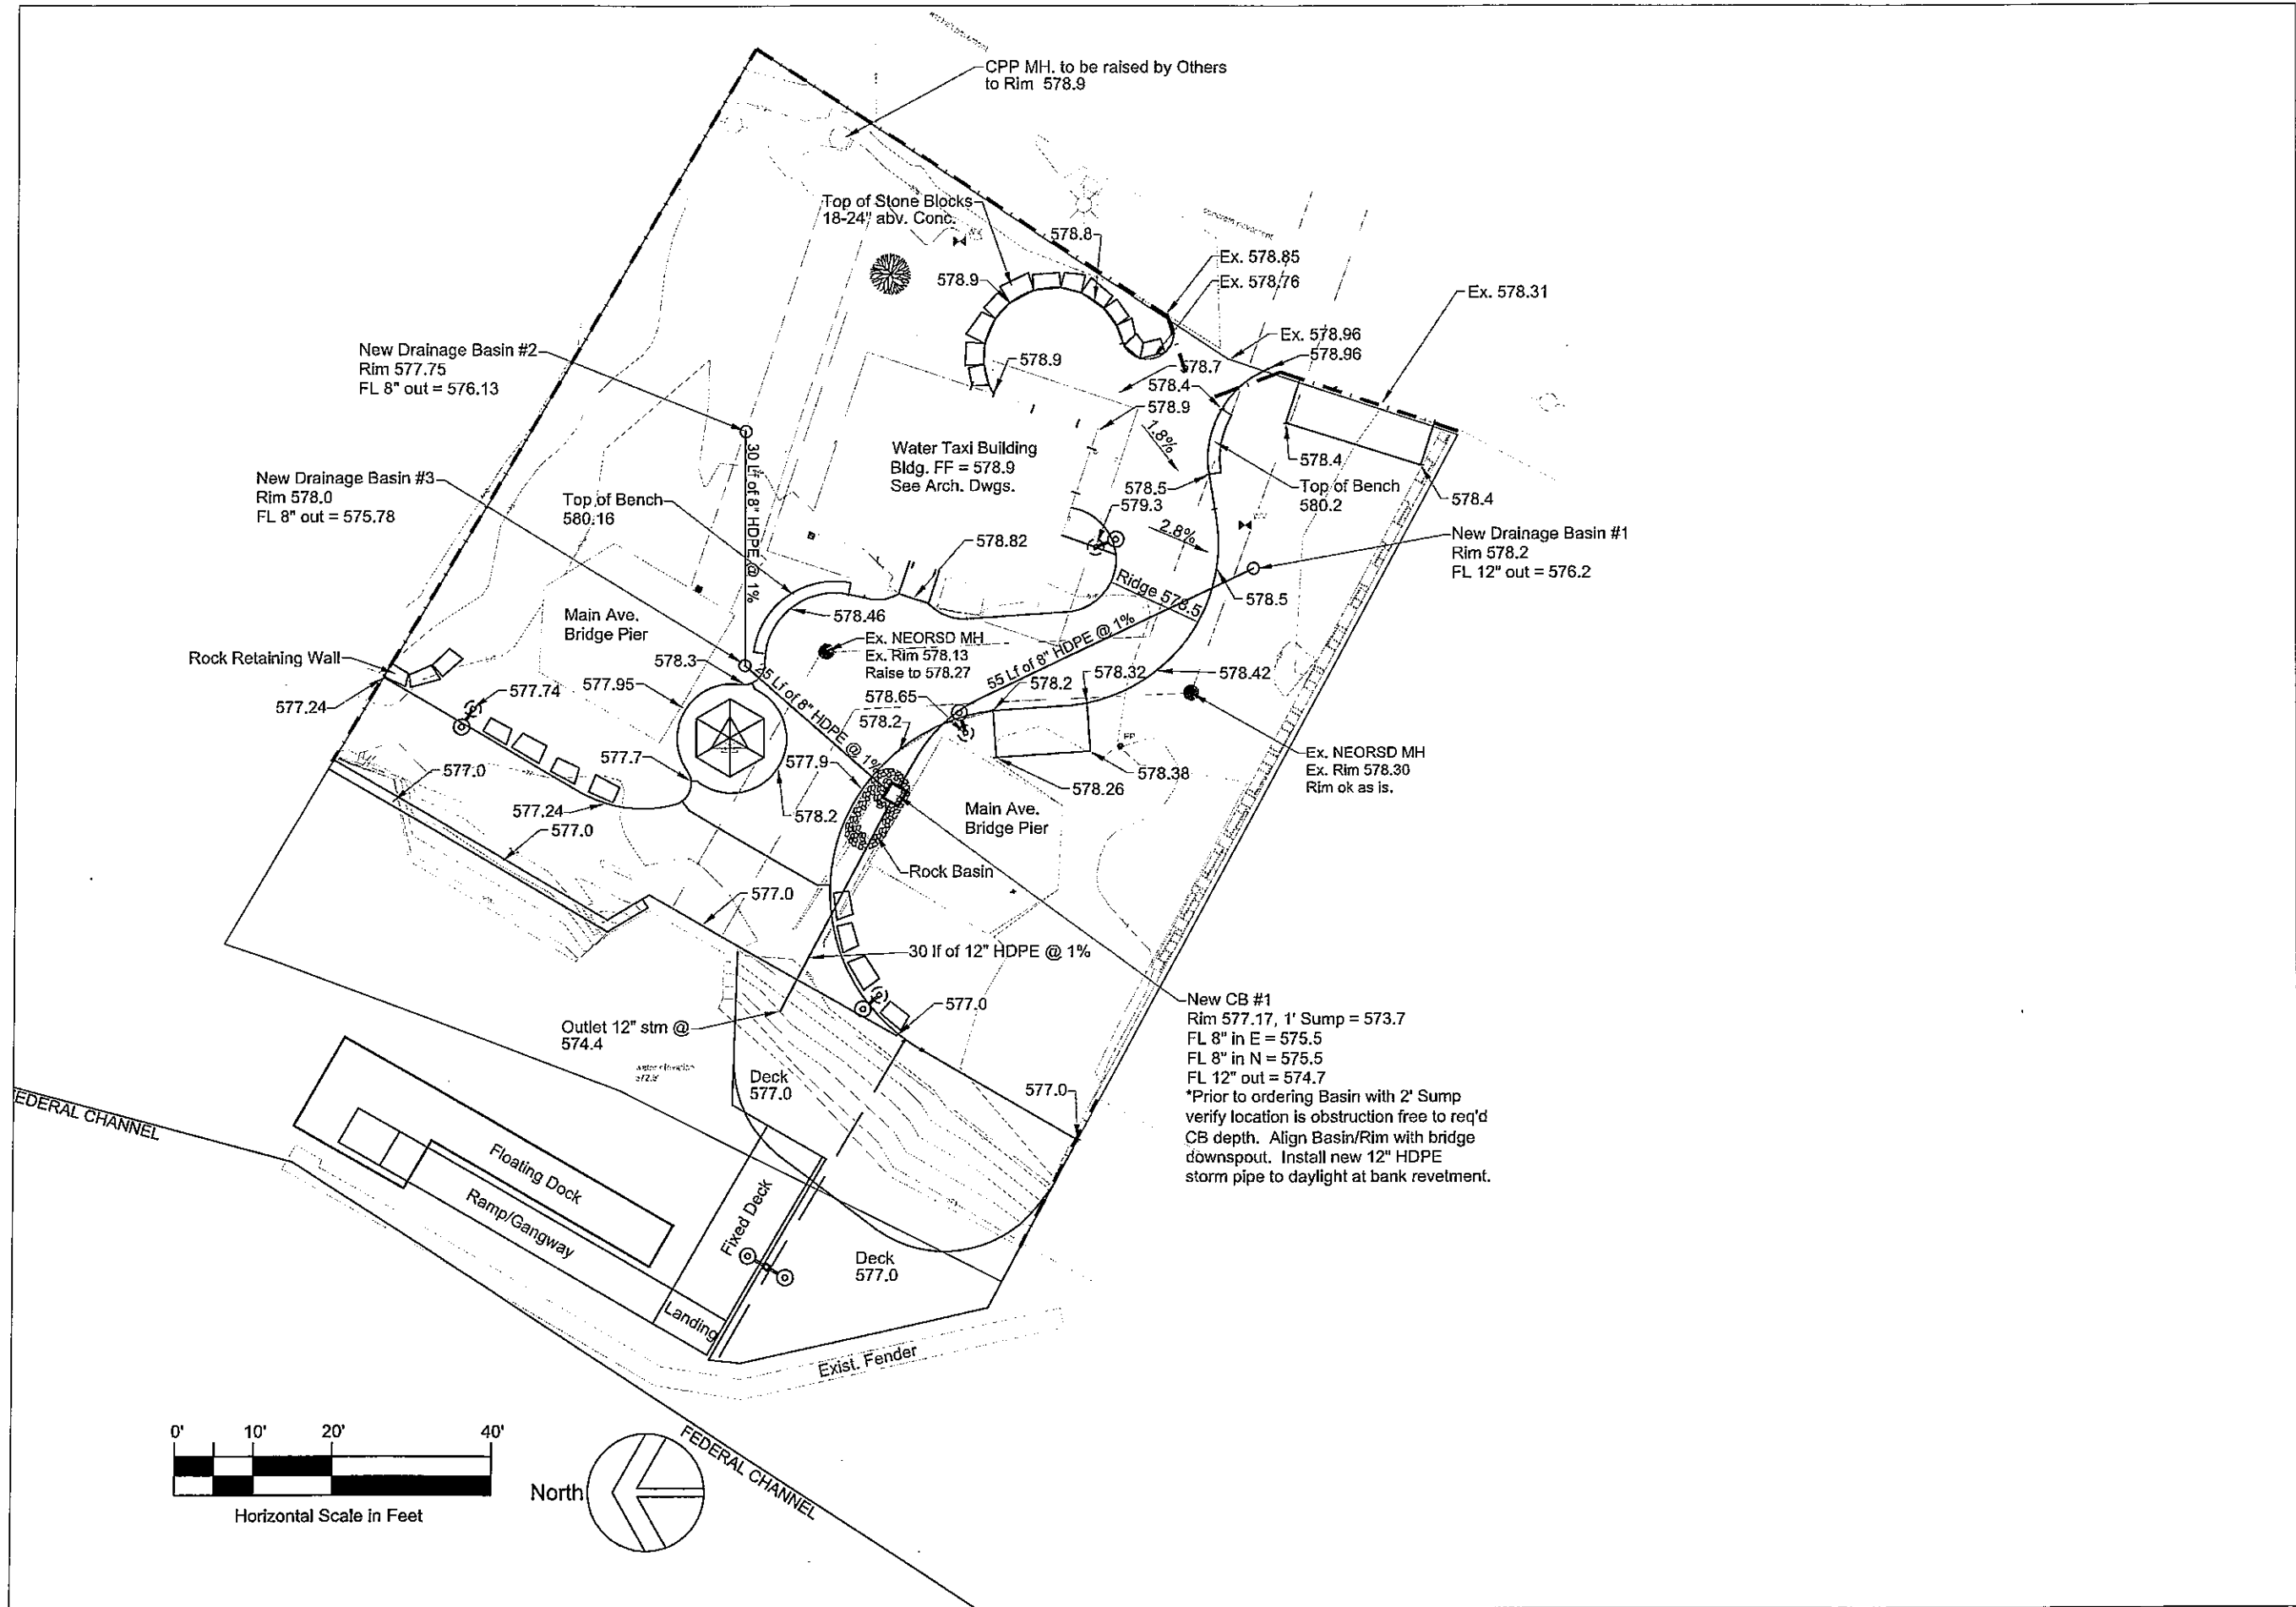 CPP MH. to be raised by Others
to Rim 578.9
Top of Stone Blocks
18-24" abv. Conc.
578.8
578.9
Ex. 578.85
Ex. 578.76
Ex. 578.31
Ex. 578.96
578.96
New Drainage Basin #2
Rim 577.75
FL 8" out = 576.13
578.9
578.7
578.4
578.9
1.8%
Water Taxi Building
Bldg. FF = 578.9
See Arch. Dwgs.
578.4
578.4
New Drainage Basin #3
Rim 578.0
FL 8" out = 575.78
30 Lf of 8" HDPE @ 1%
Top of Bench
580.16
578.5
579.3
Top of Bench
580.2
2.8%
578.82
New Drainage Basin #1
Rim 578.2
FL 12" out = 576.2
Ridge 578.5
578.5
578.46
Main Ave.
Bridge Pier
Ex. NEORSD MH
Ex. Rim 578.13
Raise to 578.27
55 Lf of 8" HDPE @ 1%
Rock Retaining Wall
578.3
25 Lf of 8" HDPE @ 1%
577.95
577.74
577.24
578.65
578.2
578.2
578.32
578.42
FP
Ex. NEORSD MH
Ex. Rim 578.30
Rim ok as is.
577.0
577.7
577.9
578.38
578.26
577.24
578.2
577.0
Main Ave.
Bridge Pier
Rock Basin
577.0
30 lf of 12" HDPE @ 1%
577.0
New CB #1
Rim 577.17, 1' Sump = 573.7
FL 8" in E = 575.5
FL 8" in N = 575.5
FL 12" out = 574.7
*Prior to ordering Basin with 2' Sump
verify location is obstruction free to req'd
CB depth. Align Basin/Rim with bridge
downspout. Install new 12" HDPE
storm pipe to daylight at bank revetment.
Outlet 12" stm @
574.4
water elevation
Deck
577.0
577.0
EDERAL CHANNEL
Floating Dock
Ramp/Gangway
Fixed Deck
Landing
Deck
577.0
Exist. Fender
FEDERAL CHANNEL
0' 10' 20' 40'
Horizontal Scale in Feet
North